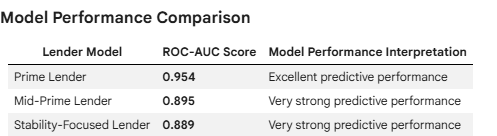 Model Performance Comparison
Lender Model ROC-AUC Score Model Performance Interpretation
Prime Lender 0.954 Excellent predictive performance
Mid-Prime Lender 0.895 Very strong predictive performance
Stability-Focused Lender 0.889 Very strong predictive performance